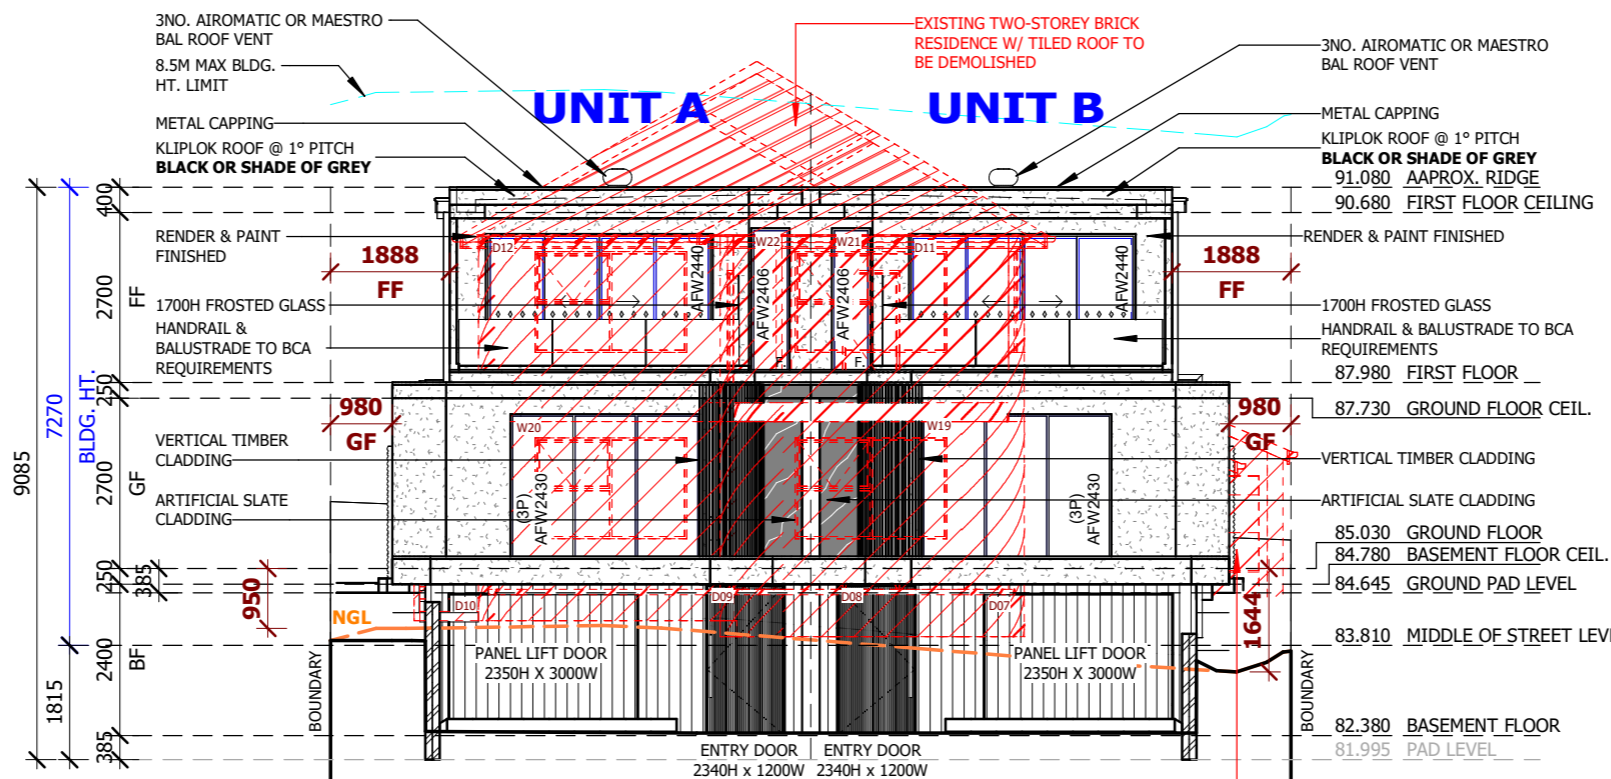 3NO. AIROMATIC OR MAESTRO
BAL ROOF VENT
8.5M MAX BLDG.
HT. LIMIT
METAL CAPPING
KLIPLOK ROOF @ 1° PITCH
BLACK OR SHADE OF GREY
EXISTING TWO-STOREY BRICK
RESIDENCE W/ TILED ROOF TO
BE DEMOLISHED
UNIT A
UNIT B
3NO. AIROMATIC OR MAESTRO
BAL ROOF VENT
METAL CAPPING
KLIPLOK ROOF @ 1° PITCH
BLACK OR SHADE OF GREY
91.080 AAPROX. RIDGE
90.680 FIRST FLOOR CEILING
RENDER & PAINT
FINISHED
1888
FF
1700H FROSTED GLASS
HANDRAIL &
BALUSTRADE TO BCA
REQUIREMENTS
D12
AFW2440
W22
AFW2406
F.
W21
AFW2406
F.
D11
AFW2440
RENDER & PAINT FINISHED
1888
FF
1700H FROSTED GLASS
HANDRAIL & BALUSTRADE TO BCA
REQUIREMENTS
87.980 FIRST FLOOR
87.730 GROUND FLOOR CEIL.
980
GF
VERTICAL TIMBER
CLADDING
ARTIFICIAL SLATE
CLADDING
W20
(3P)
AFW2430
W19
(3P)
AFW2430
980
GF
VERTICAL TIMBER CLADDING
ARTIFICIAL SLATE CLADDING
85.030 GROUND FLOOR
84.780 BASEMENT FLOOR CEIL.
84.645 GROUND PAD LEVEL
83.810 MIDDLE OF STREET LEV
82.380 BASEMENT FLOOR
81.995 PAD LEVEL
9085
7270
BLDG. HT.
1815
400
2700
FF
250
2700
GF
250
385
2400
BF
385
950
1644
NGL
D10
D09
D08
D07
PANEL LIFT DOOR
2350H X 3000W
PANEL LIFT DOOR
2350H X 3000W
BOUNDARY
BOUNDARY
ENTRY DOOR
2340H x 1200W
ENTRY DOOR
2340H x 1200W